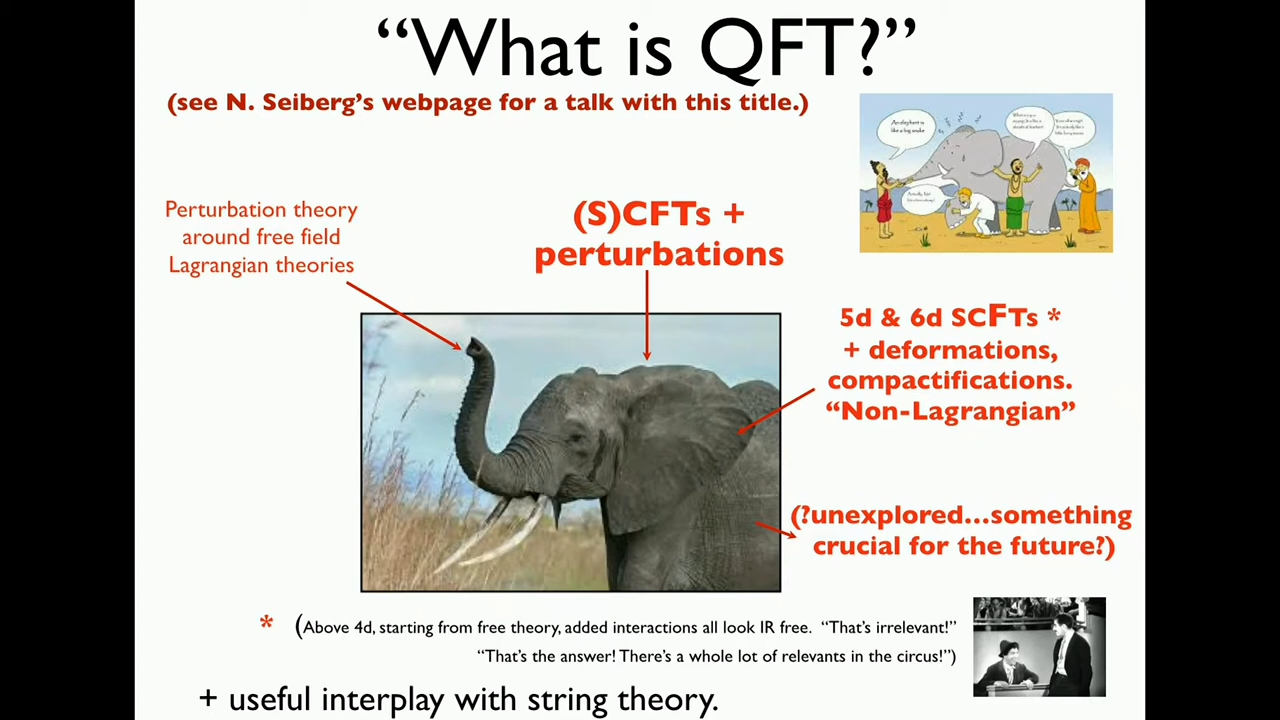 “What is QFT?”
(see N. Seiberg’s webpage for a talk with this title.)
An elephant
is like a big snake
Perturbation theory
around free field
Lagrangian theories
(S)CFTs +
perturbations
5d & 6d SCFTs *
+ deformations,
compactifications.
“Non-Lagrangian”
(?unexplored...something
crucial for the future?)
* (Above 4d, starting from free theory, added interactions all look IR free. “That’s irrelevant!”
“That’s the answer! There’s a whole lot of relevants in the circus!”)
+ useful interplay with string theory.